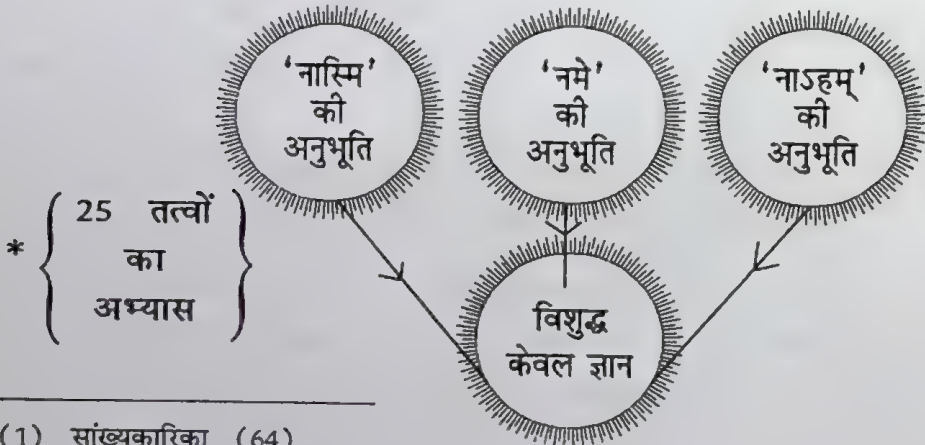 ‘नास्मि’
की
अनुभूति
‘नमे’
की
अनुभूति
‘नाऽहम्
की
अनुभूति
* { 25 तत्वों }
का
अभ्यास
विशुद्ध
केवल ज्ञान
(1) सांख्यकारिका (64)